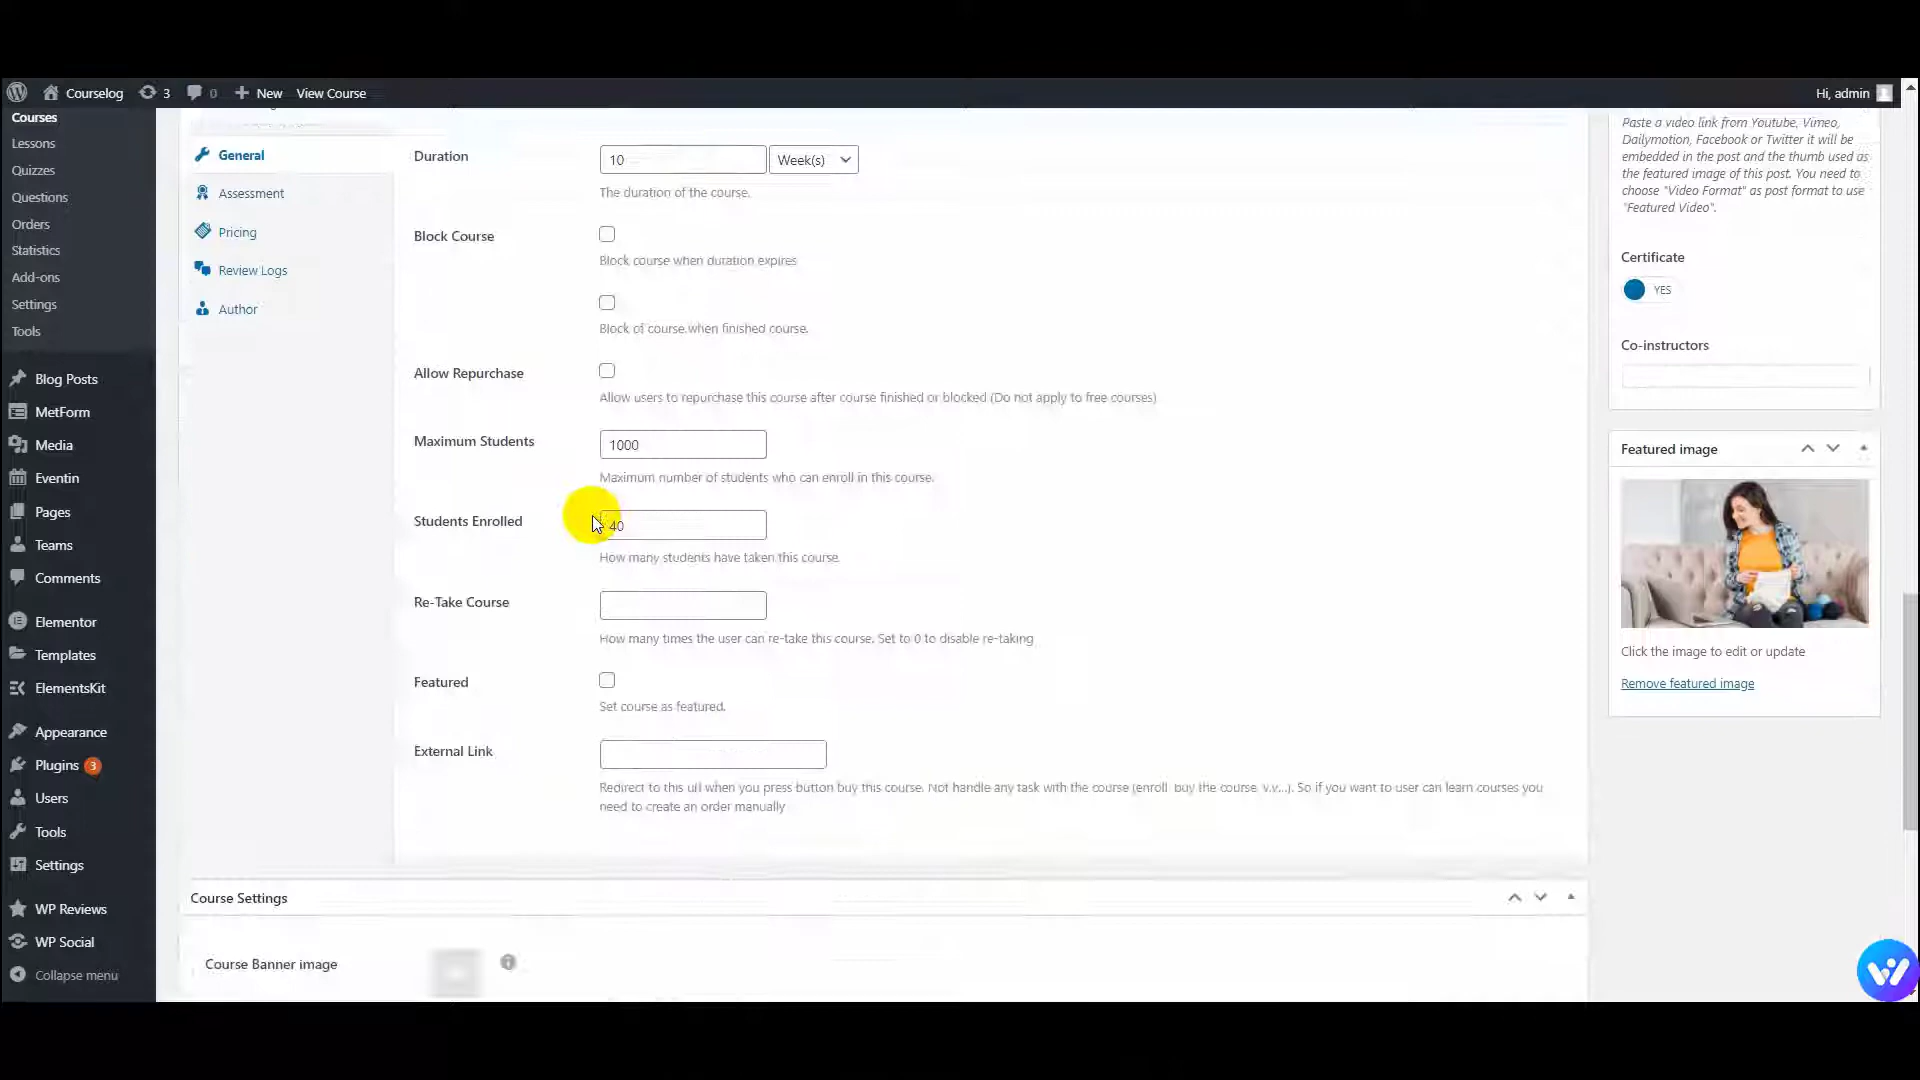 Courselog
3
0
New
View Course
Hi, admin
Courses
Lessons
Quizzes
Questions
Orders
Statistics
Add-ons
Settings
Tools
Blog Posts
MetForm
Media
Eventin
Pages
Teams
Comments
Elementor
Templates
ElementsKit
Appearance
Plugins 3
Users
Tools
Settings
WP Reviews
WP Social
Collapse menu
General
Assessment
Pricing
Review Logs
Author
Duration
10
Week(s)
The duration of the course.
Block Course
Block course when duration expires
Block of course when finished course.
Allow Repurchase
Allow users to repurchase this course after course finished or blocked (Do not apply to free courses)
Maximum Students
1000
Maximum number of students who can enroll in this course.
Students Enrolled
40
How many students have taken this course.
Re-Take Course
How many times the user can re-take this course. Set to 0 to disable re-taking
Featured
Set course as featured.
External Link
Redirect to this url when you press button buy this course. Not handle any task with the course (enroll, buy the course, v.v...). So if you want to user can learn courses you
need to create an order manually
Course Settings
Course Banner image
Paste a video link from Youtube, Vimeo,
Dailymotion, Facebook or Twitter it will be
embedded in the post and the thumb used as
the featured image of this post. You need to
choose "Video Format" as post format to use
"Featured Video".
Certificate
YES
Co-instructors
Featured image
Click the image to edit or update
Remove featured image